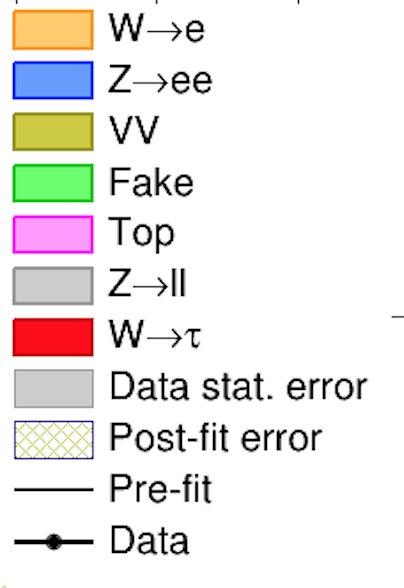 W→e
Z→ee
VV
Fake
Top
Z→ll
W→τ
Data stat. error
Post-fit error
Pre-fit
Data